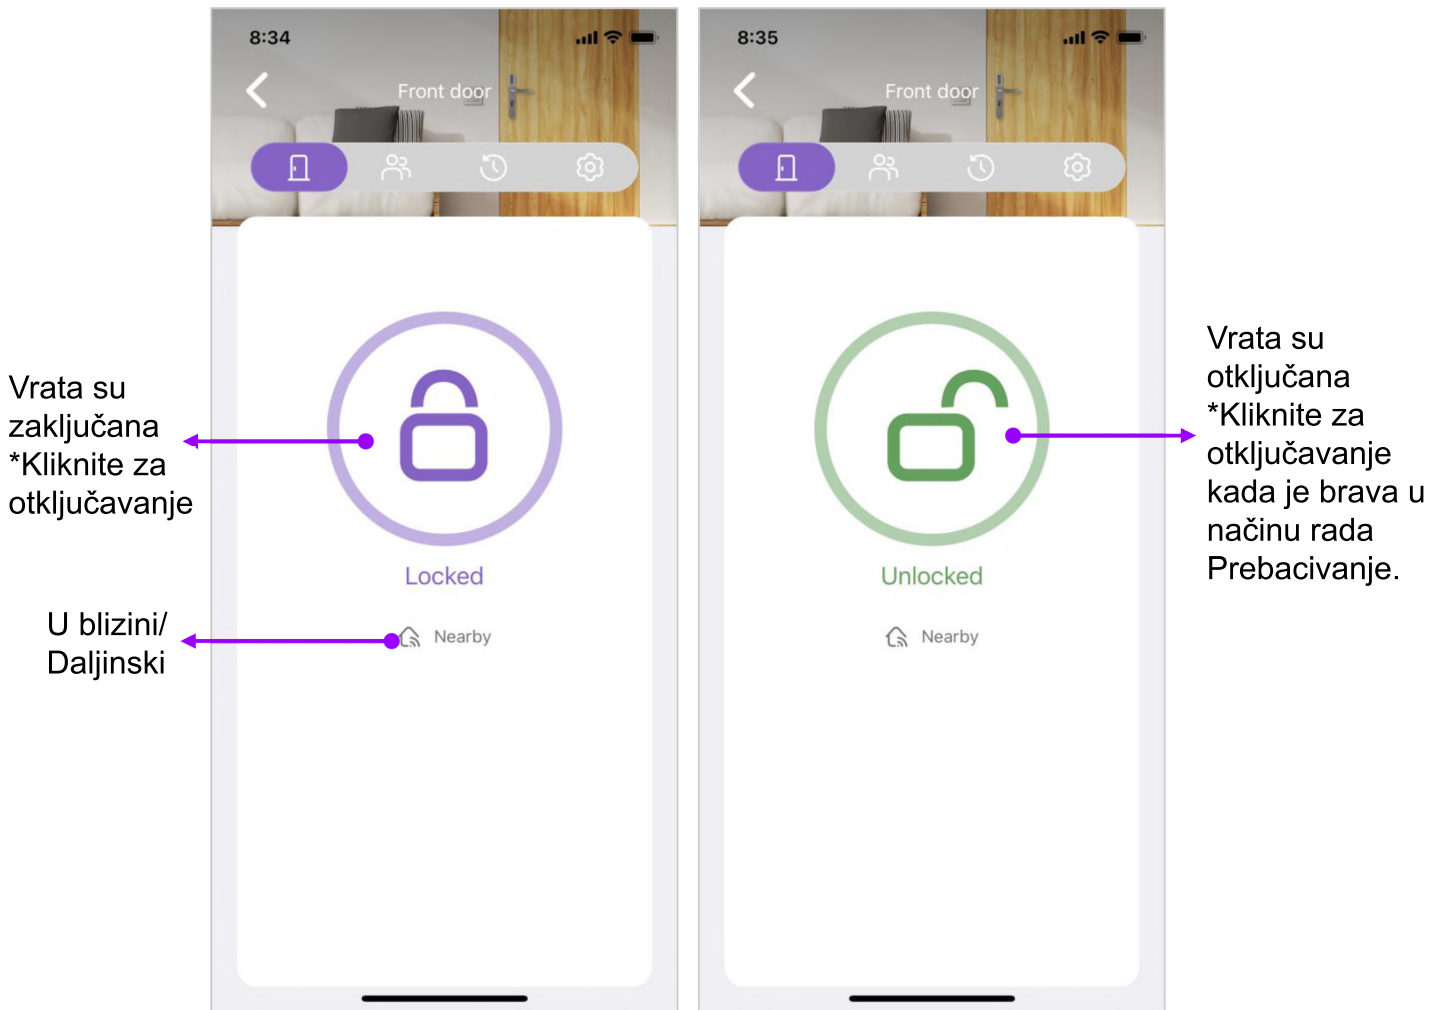 8:34
Front door
Locked
Nearby
8:35
Front door
Unlocked
Nearby
Vrata su
zaključana
*Kliknite za
otključavanje
U blizini/
Daljinski
Vrata su
otključana
*Kliknite za
otključavanje
kada je brava u
načinu rada
Prebacivanje.